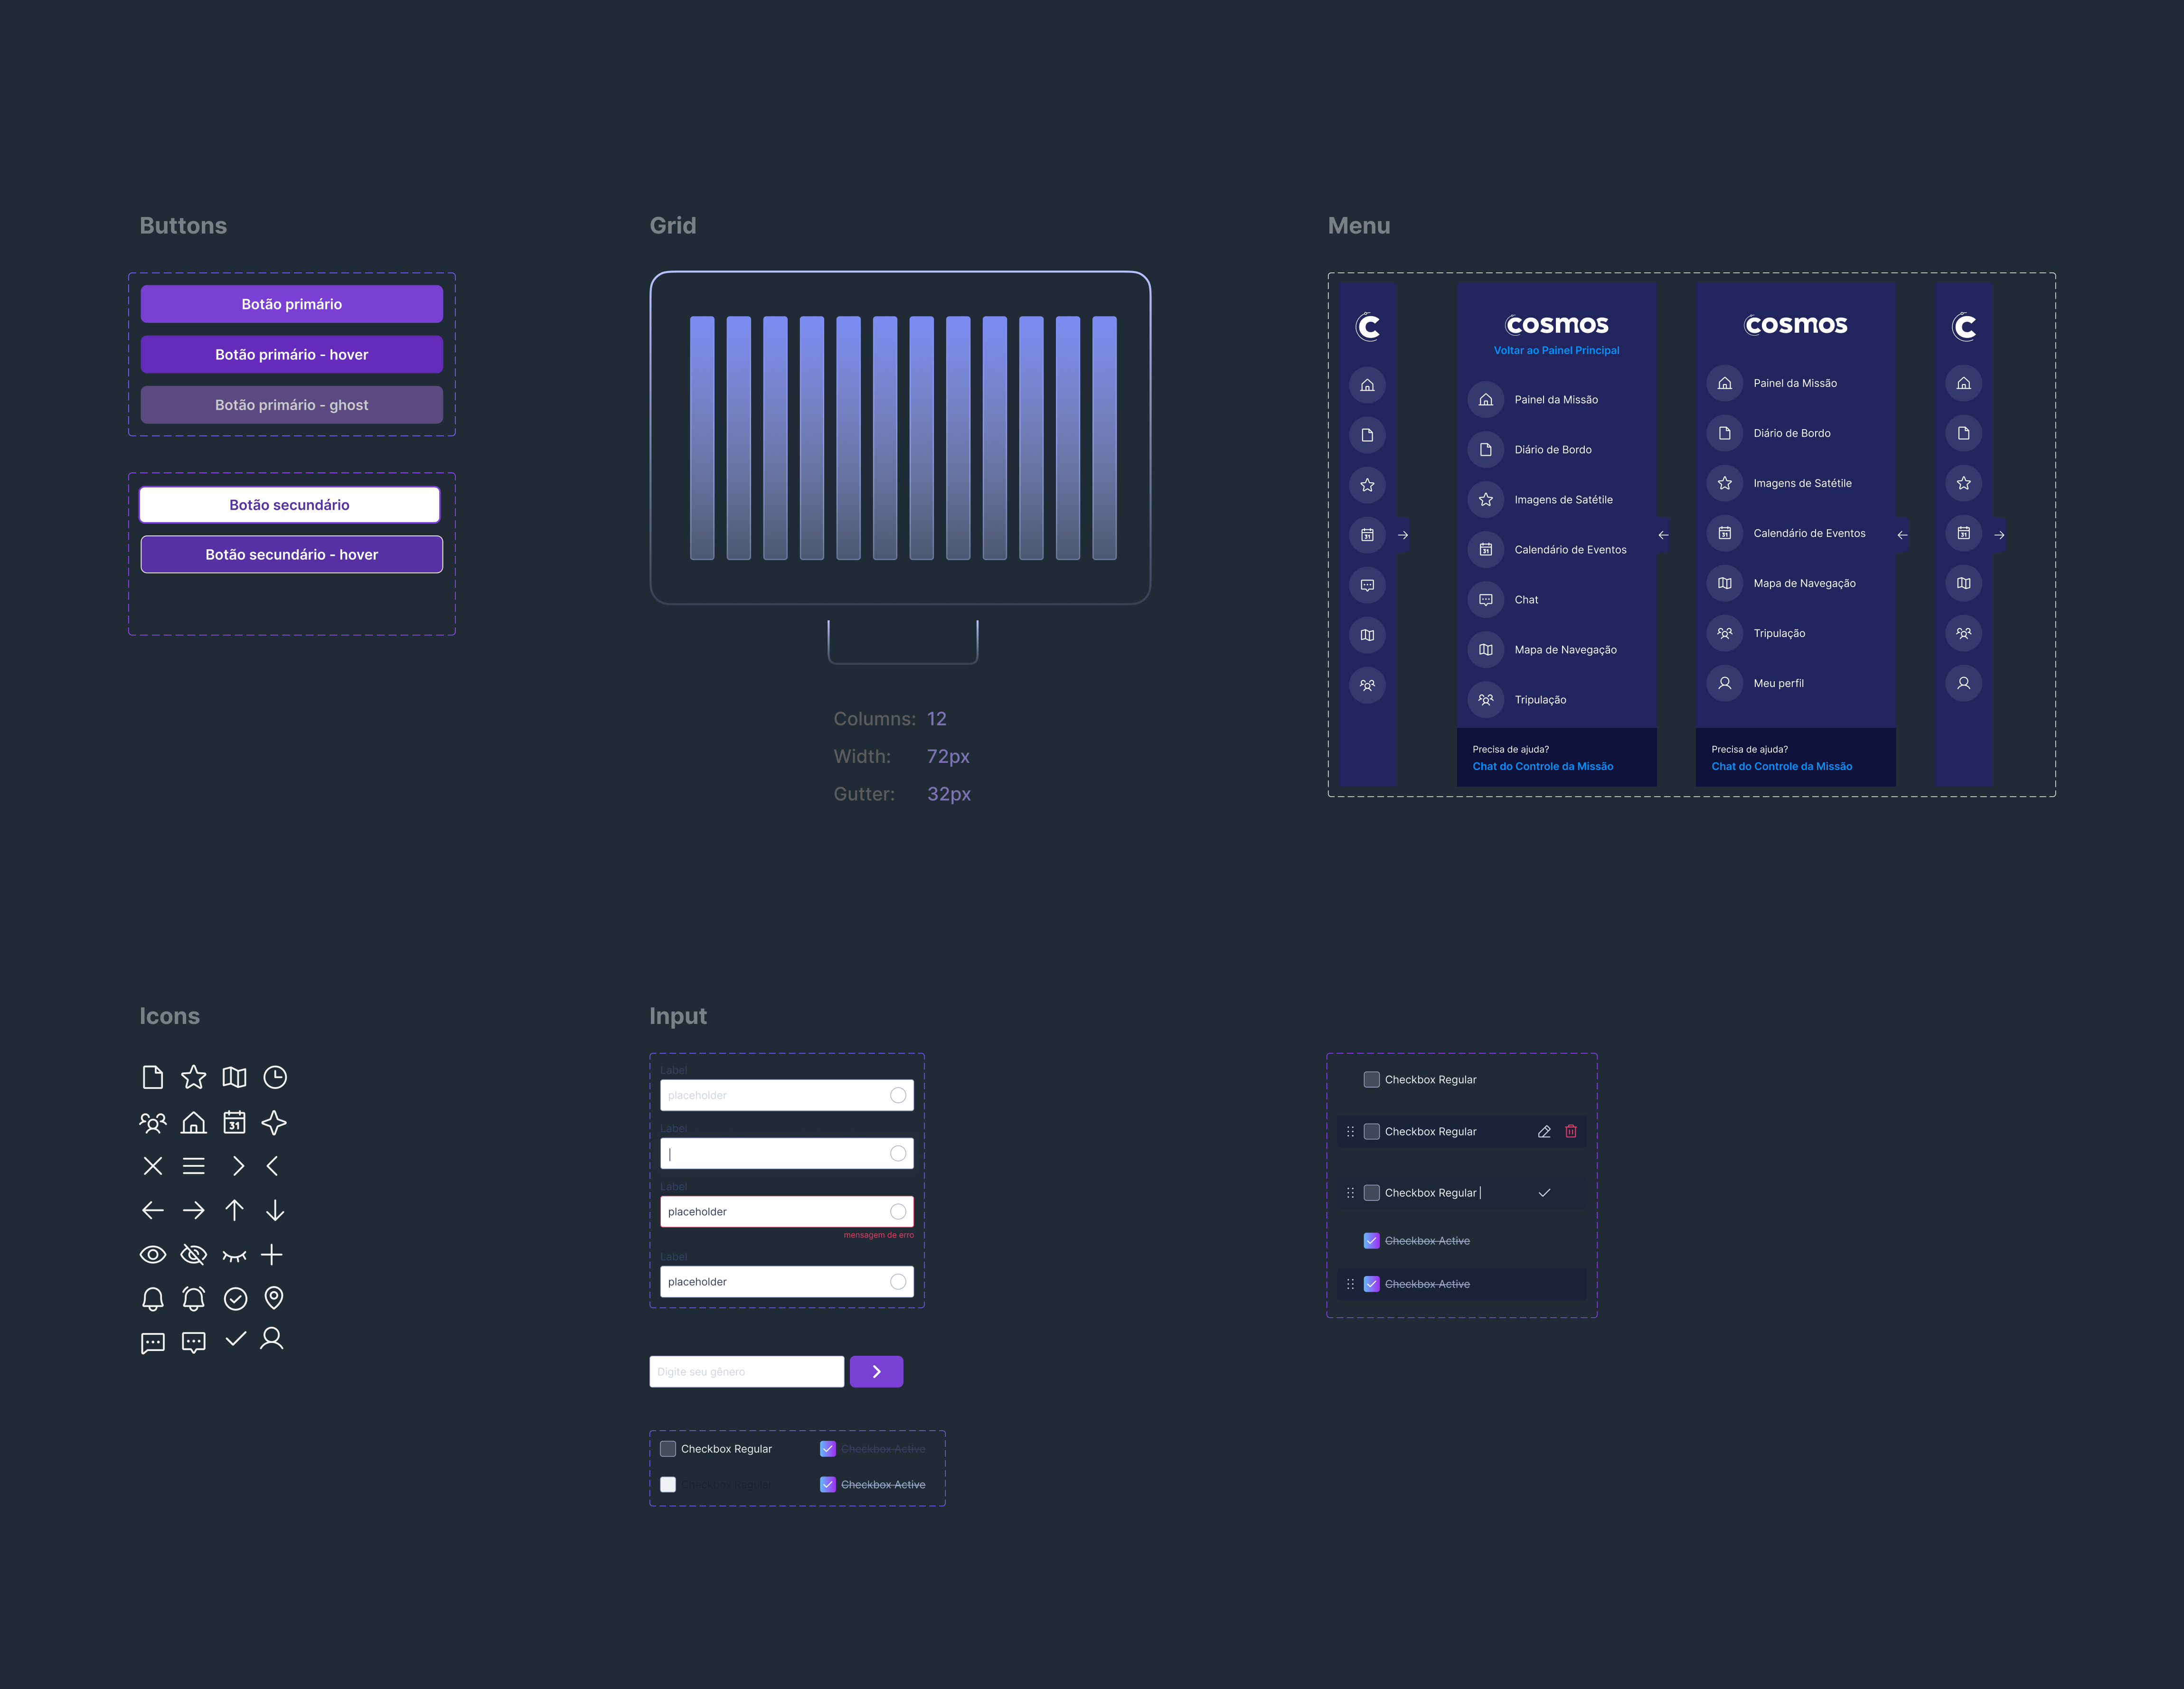 Buttons
Botão primário
Botão primário - hover
Botão primário - ghost
Botão secundário
Botão secundário - hover
Grid
Columns: 12
Width: 72px
Gutter: 32px
Menu
C
31
cosmos
Voltar ao Painel Principal
Painel da Missão
Diário de Bordo
Imagens de Satétile
31 Calendário de Eventos
Chat
Mapa de Navegação
Tripulação
Precisa de ajuda?
Chat do Controle da Missão
cosmos
Painel da Missão
Diário de Bordo
Imagens de Satétile
31 Calendário de Eventos
Mapa de Navegação
Tripulação
Meu perfil
Precisa de ajuda?
Chat do Controle da Missão
C
31
Icons
31
Input
Label
placeholder
Label
Label
placeholder
mensagem de erro
Label
placeholder
Digite seu gênero
Checkbox Regular
Checkbox Active
Checkbox Regular
Checkbox Active
Checkbox Regular
Checkbox Regular
Checkbox Regular
Checkbox Active
Checkbox Active